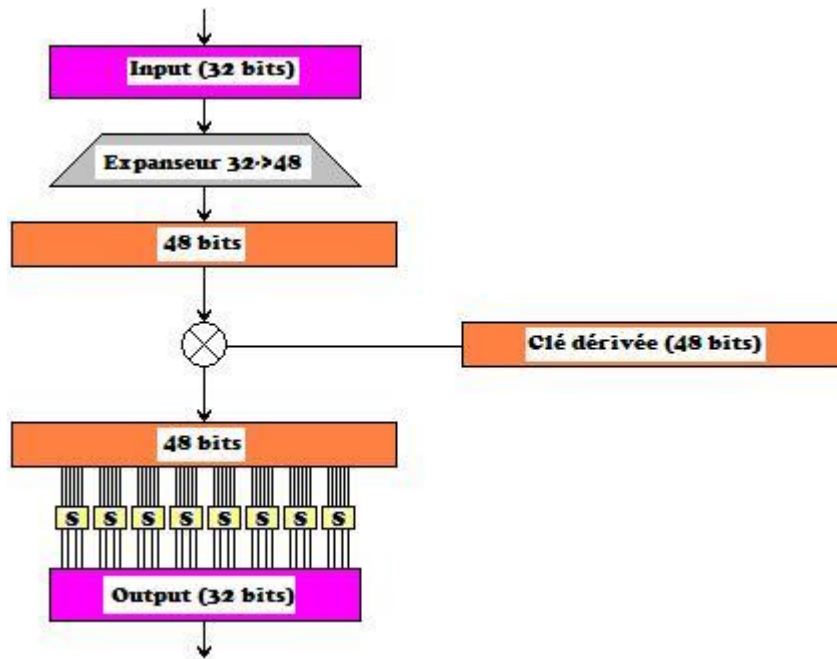 Input (32 bits)
Expanseur 32->48
48 bits
Clé dérivée (48 bits)
48 bits
S S S S S S S S
Output (32 bits)